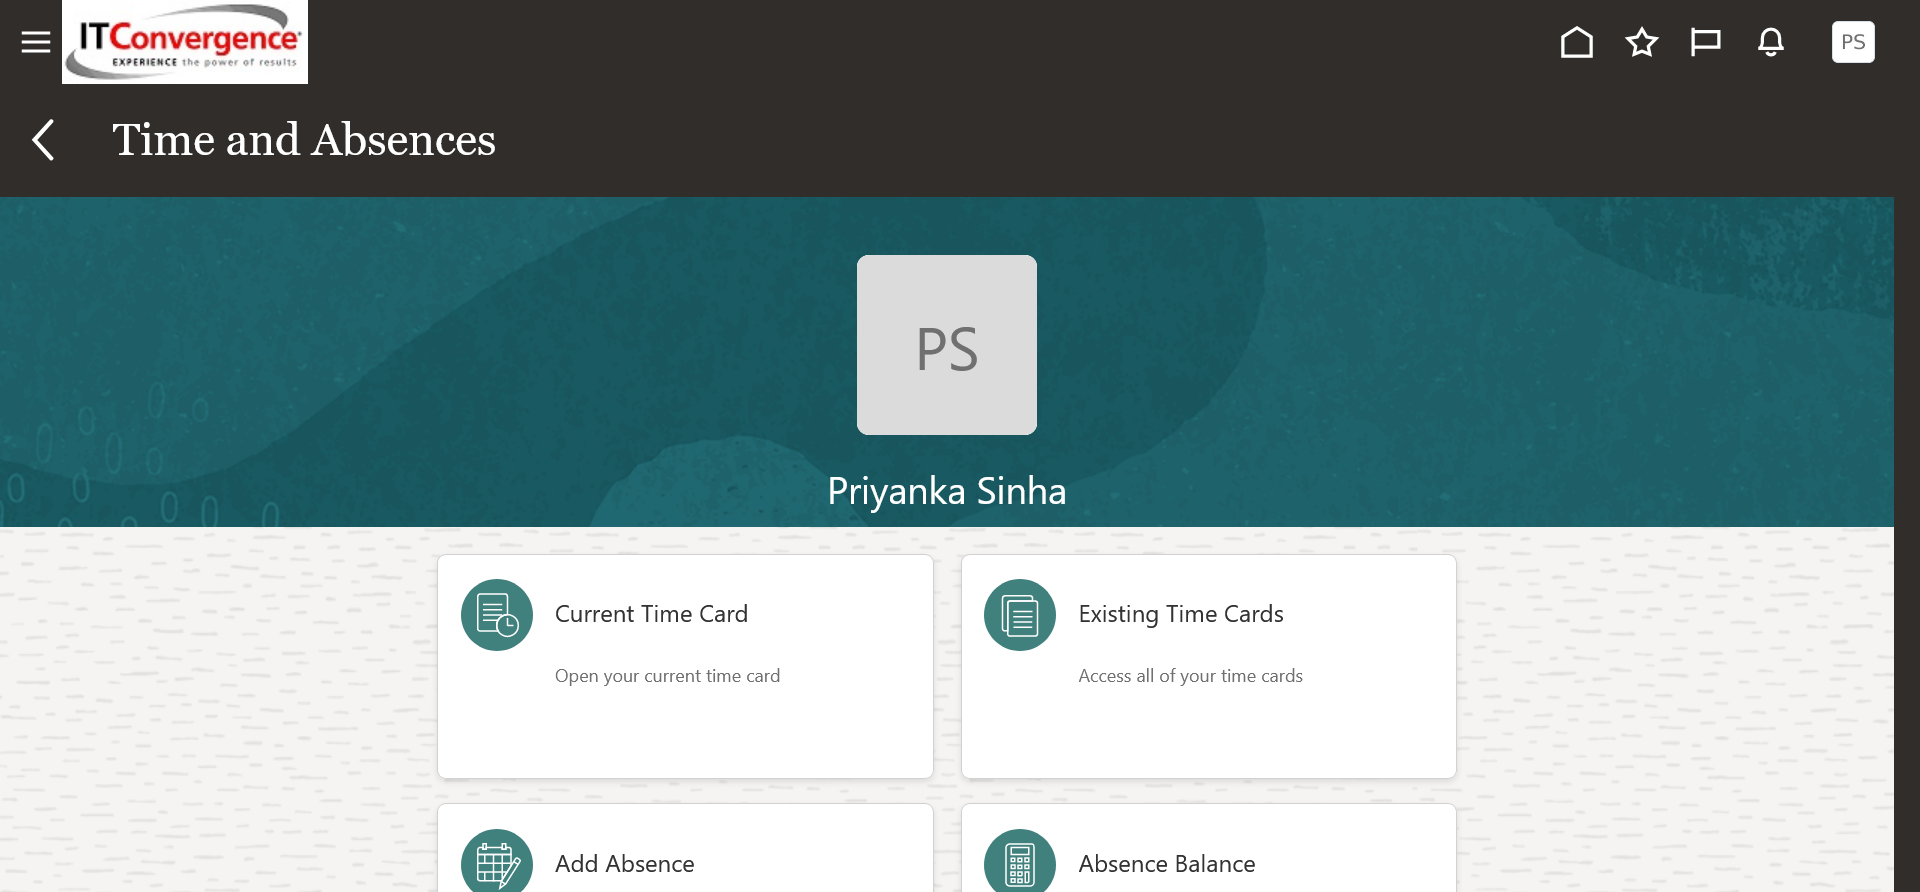 ITConvergence
EXPERIENCE the power of results
PS
Time and Absences
PS
Priyanka Sinha
Current Time Card
Open your current time card
Existing Time Cards
Access all of your time cards
Add Absence
Absence Balance